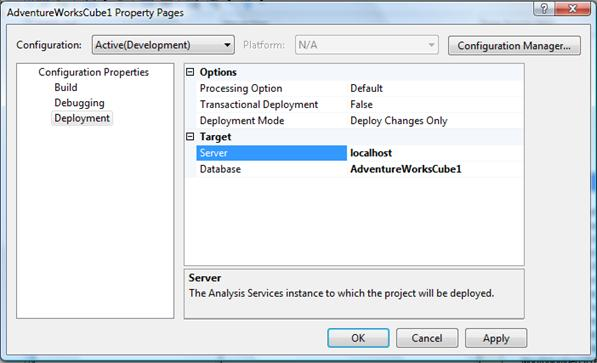 AdventureWorksCube1 Property Pages
Configuration: Active(Development) Platform: N/A Configuration Manager...
Configuration Properties
Build
Debugging
Deployment
Options
Processing Option Default
Transactional Deployment False
Deployment Mode Deploy Changes Only
Target
Server localhost
Database AdventureWorksCube1
Server
The Analysis Services instance to which the project will be deployed.
OK Cancel Apply